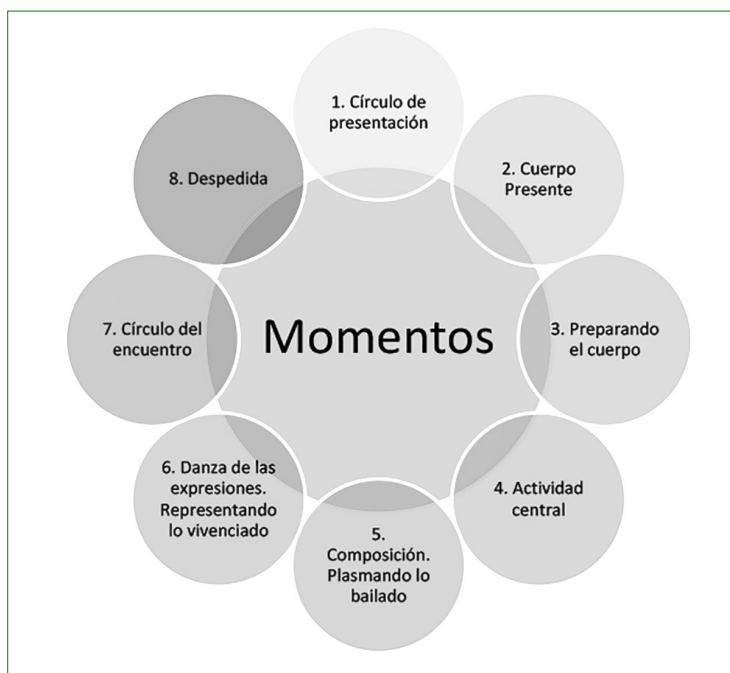 1. Círculo de
presentación
2. Cuerpo
Presente
3. Preparando
el cuerpo
4. Actividad
central
5.
Composición.
Plasmando lo
bailado
6. Danza de las
expresiones.
Representando
lo vivenciado
7. Círculo del
encuentro
8. Despedida
Momentos